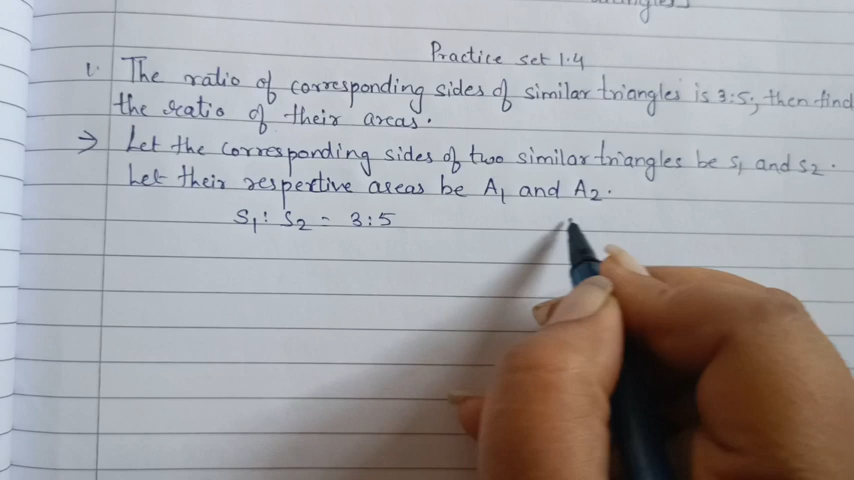 Practice set 1.4
1. The ratio of corresponding sides of similar triangles is 3:5, then find
the ratio of their areas.
→ Let the corresponding sides of two similar triangles be S1 and S2.
Let their respertive areas be A1 and A2.
S1 : S2 = 3:5